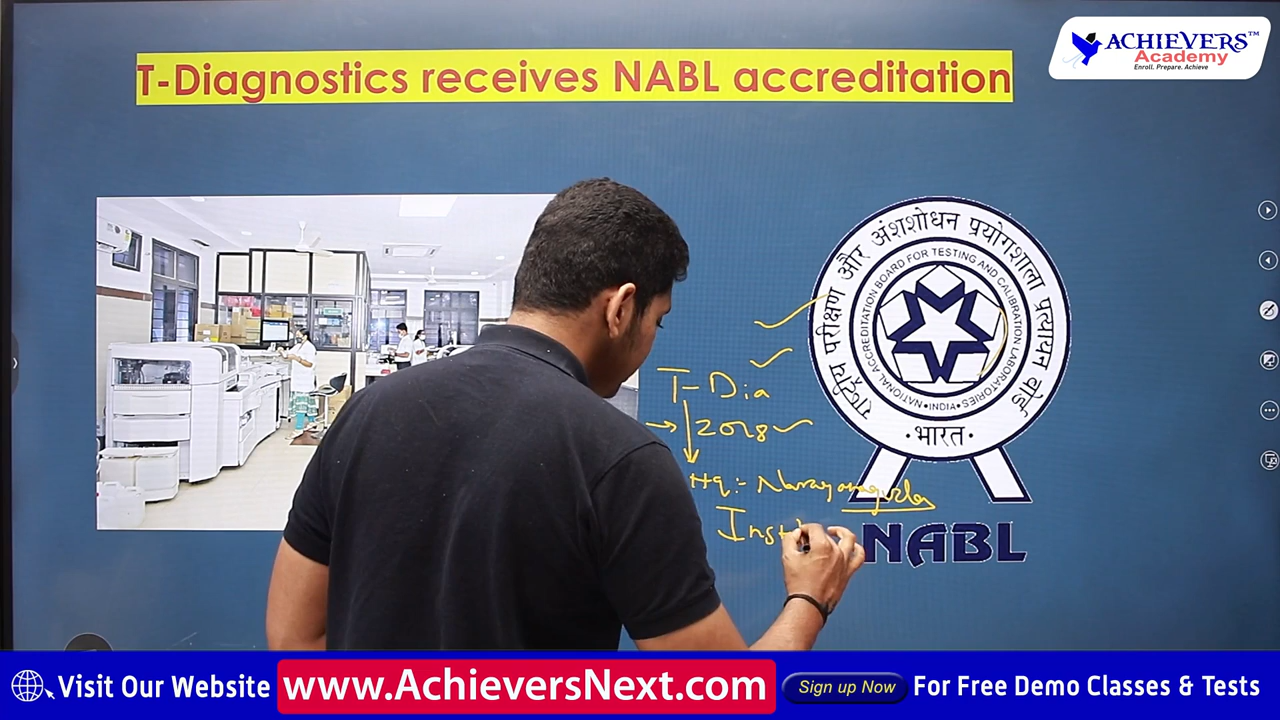 T-Diagnostics receives NABL accreditation
ACHIEVERS™
Academy
Enroll. Prepare. Achieve
राष्ट्रीय परीक्षण और अंशशोधन प्रयोगशाला प्रत्यायन बोर्ड
NATIONAL ACCREDITATION BOARD FOR TESTING AND CALIBRATION LABORATORIES
•INDIA•
•भारत•
T-Dia
2018
Hq:- Narayanaguda
Inst
NABL
Visit Our Website
www.AchieversNext.com
Sign up Now
For Free Demo Classes & Tests